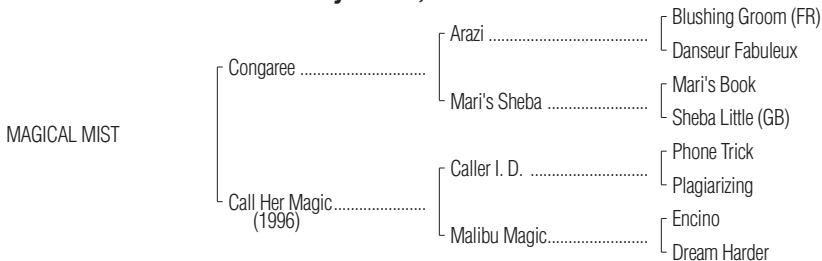 Blushing Groom (FR)
Arazi
Danseur Fabuleux
Congaree
Mari's Book
Mari's Sheba
Sheba Little (GB)
MAGICAL MIST
Phone Trick
Caller I. D.
Plagiarizing
Call Her Magic
(1996)
Encino
Malibu Magic
Dream Harder